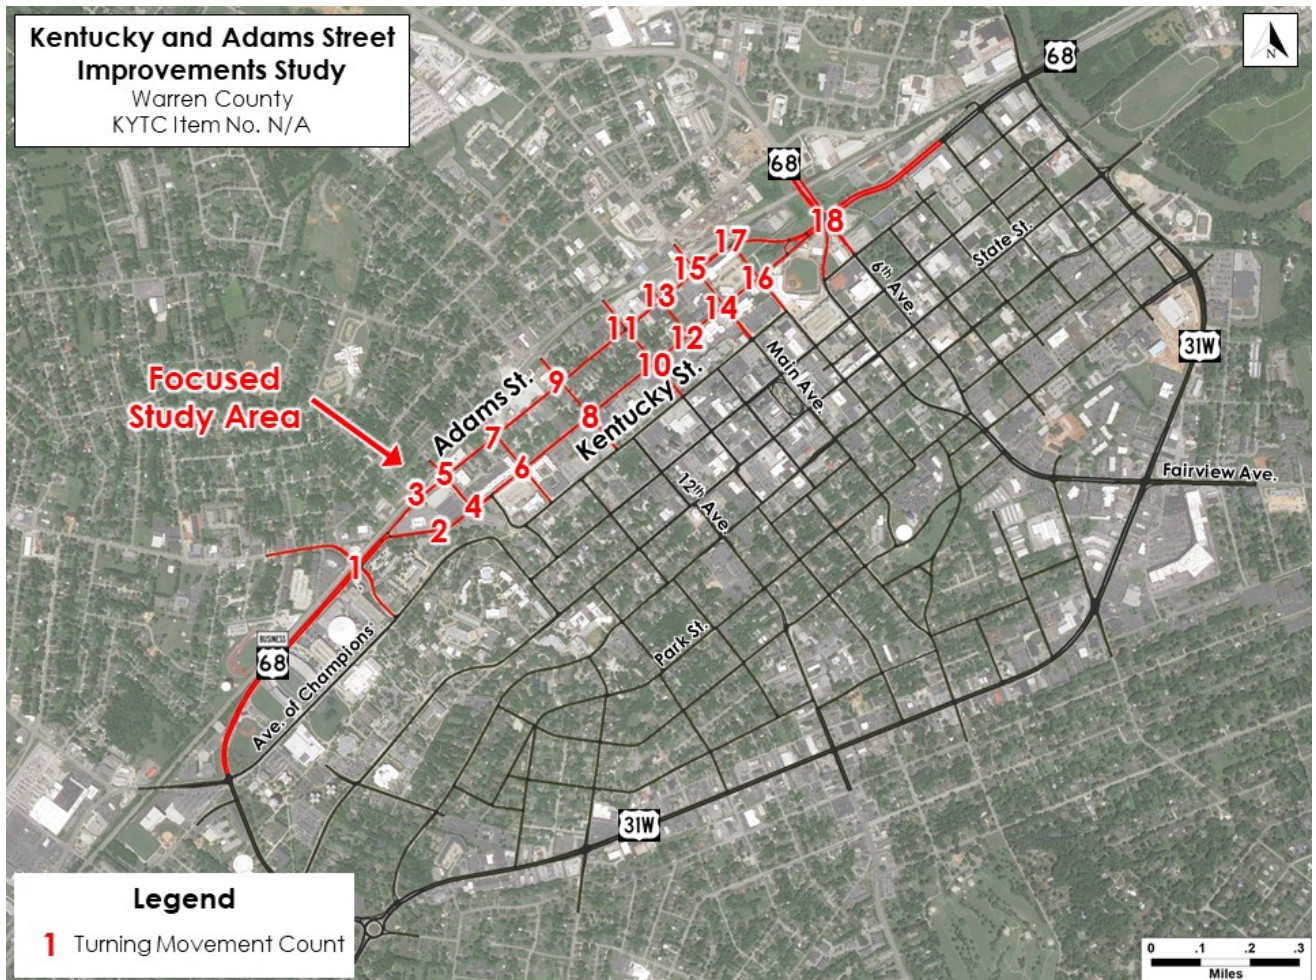 Kentucky and Adams Street
Improvements Study
Warren County
KYTC Item No. N/A
N
68
68
18
17
15
16
13
14
11
12
10
9
8
7
6
5
4
3
2
1
State St.
6th Ave.
31W
Main Ave.
Kentucky St.
Adams St.
Focused
Study Area
Fairview Ave.
12th Ave.
Park St.
BUSINESS
68
Ave. of Champions
31W
Legend
1 Turning Movement Count
0 .1 .2 .3
Miles